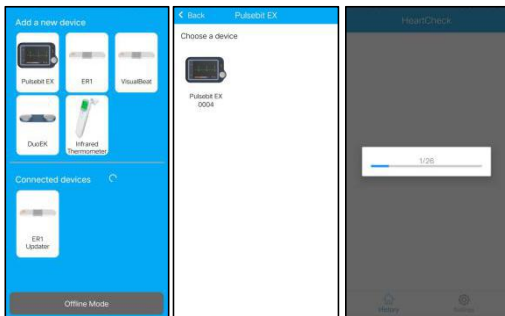 Add a new device
Pulsebit EX
ER1
VisualBeat
DuoEK
Infrared
Thermometer
Connected devices
ER1
Updater
Offline Mode
Back
Pulsebit EX
Choose a device
Pulsebit EX
0004
HeartCheck
1/26
History